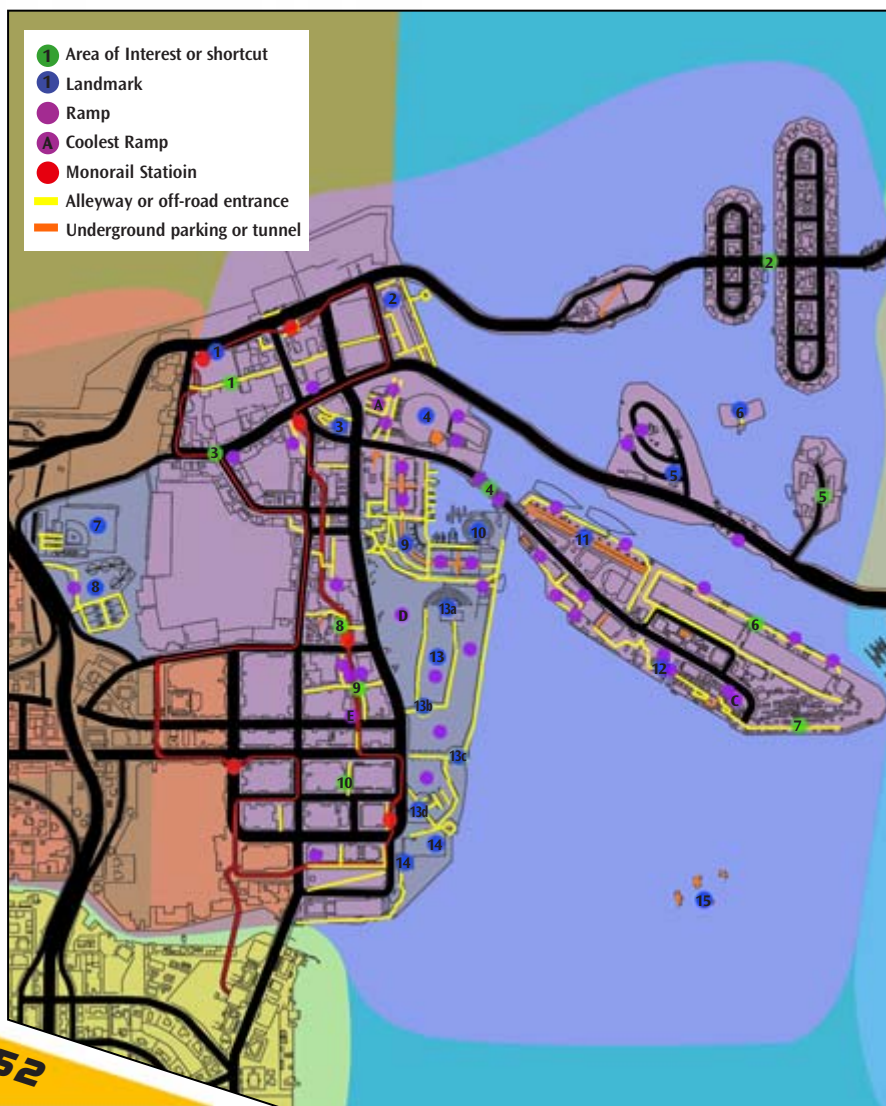 1 Area of Interest or shortcut
1 Landmark
Ramp
A Coolest Ramp
Monorail Statioin
Alleyway or off-road entrance
Underground parking or tunnel
2
2
1
1
A
4
3
6
3
5
5
4
7
9
10
11
8
13a
D
8
6
13
12
9
C
13b
E
7
13c
10
13d
14
14
15
52